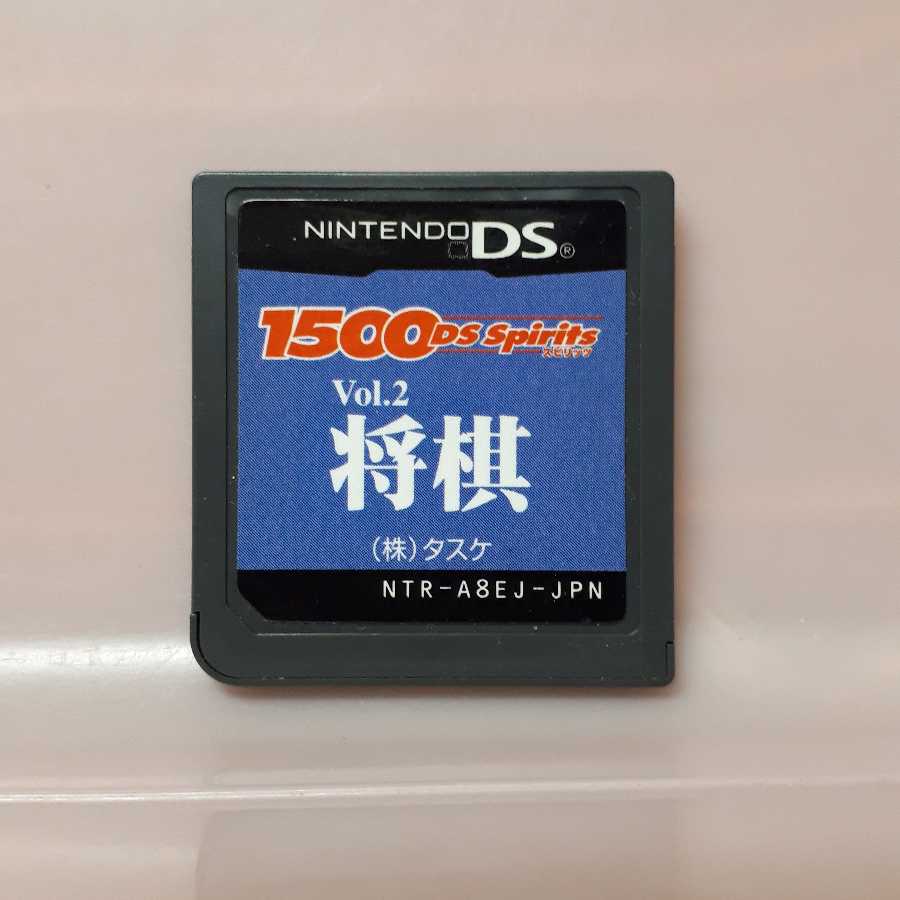 NINTENDO DS®
1500 DS Spirits
スピリッツ
Vol.2
将棋
（株）タスケ
NTR-A8EJ-JPN